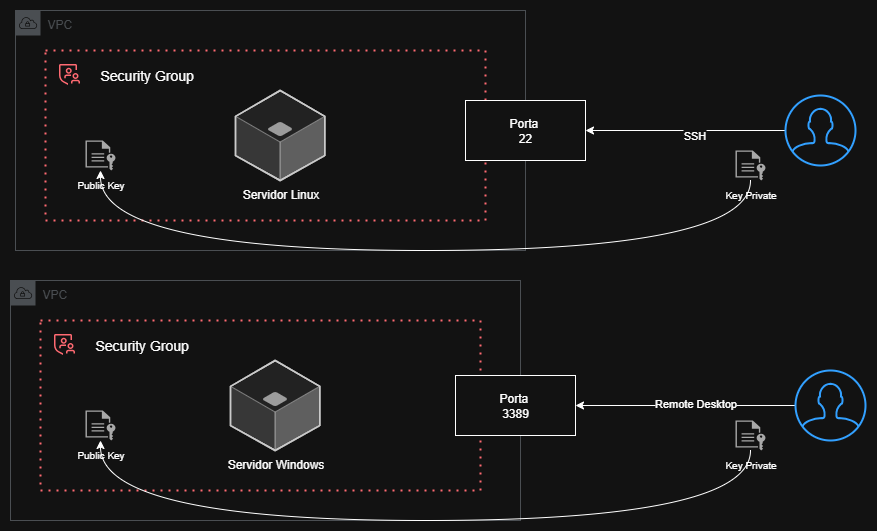 VPC
Security Group
Porta
22
SSH
Public Key
Key Private
Servidor Linux
VPC
Security Group
Porta
3389
Remote Desktop
Public Key
Key Private
Servidor Windows